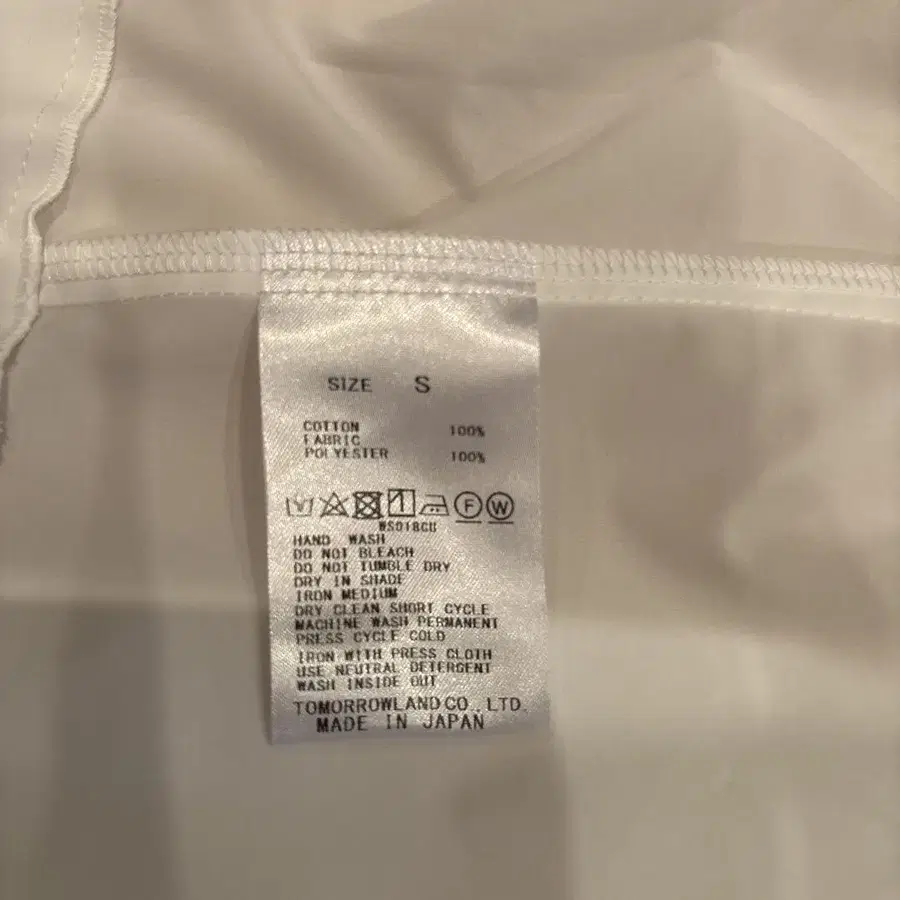 SIZE S
COTTON 100%
FABRIC
POLYESTER 100%
F W
WS018CU
HAND WASH
DO NOT BLEACH
DO NOT TUMBLE DRY
DRY IN SHADE
IRON MEDIUM
DRY CLEAN SHORT CYCLE
MACHINE WASH PERMANENT
PRESS CYCLE COLD
IRON WITH PRESS CLOTH
USE NEUTRAL DETERGENT
WASH INSIDE OUT
TOMORROWLAND CO., LTD.
MADE IN JAPAN